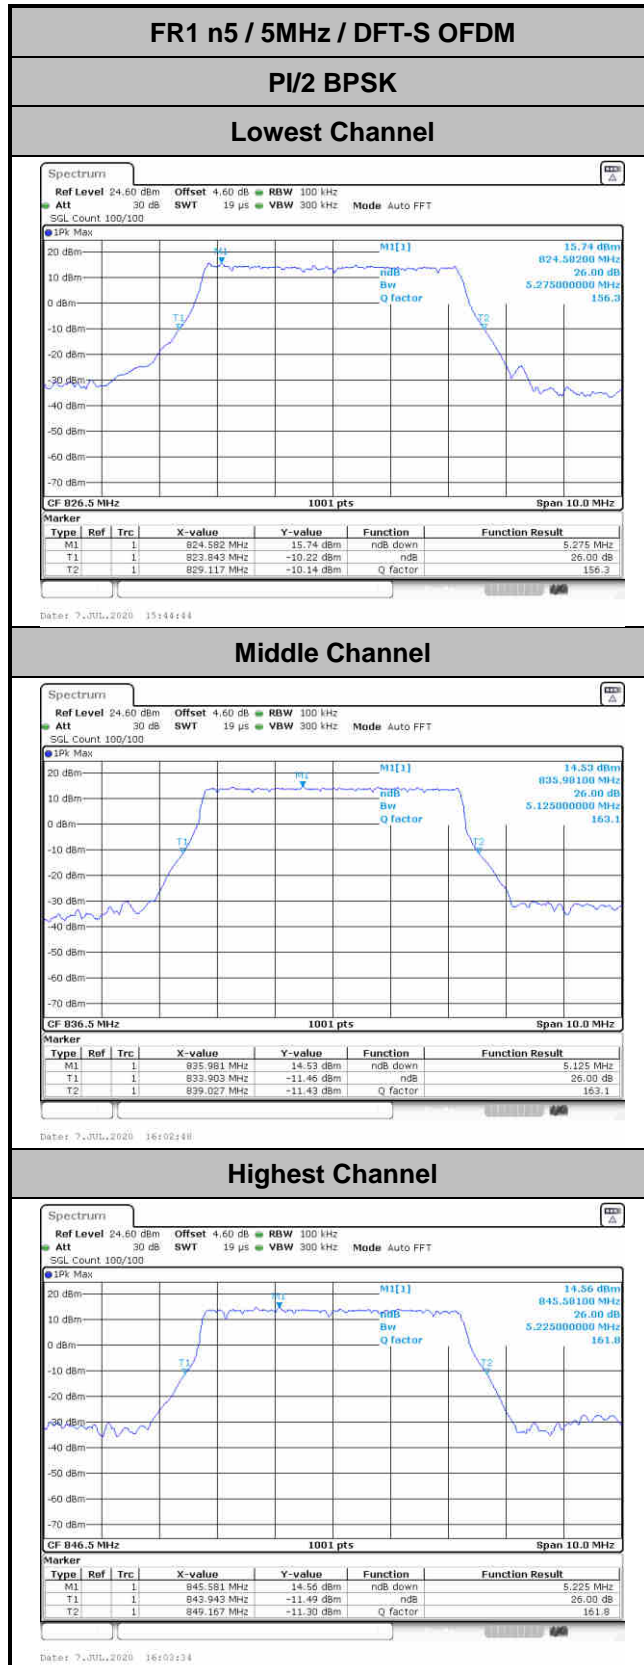 FR1 n5 / 5MHz / DFT-S OFDM
PI/2 BPSK
Lowest Channel
Spectrum
Ref Level 24.60 dBm Offset 4.60 dB RBW 100 kHz
Att 30 dB SWT 19 µs VBW 300 kHz Mode Auto FFT
SGL Count 100/100
1Pk Max
M1[1] 15.74 dBm
824.58200 MHz
ndB 26.00 dB
Bw 5.275000000 MHz
Q factor 156.3
M1
T1
T2
20 dBm
10 dBm
0 dBm
-10 dBm
-20 dBm
-30 dBm
-40 dBm
-50 dBm
-60 dBm
-70 dBm
CF 826.5 MHz 1001 pts Span 10.0 MHz
Marker
Type Ref Trc X-value Y-value Function Function Result
M1 1 824.582 MHz 15.74 dBm ndB down 5.275 MHz
T1 1 823.843 MHz -10.22 dBm ndB 26.00 dB
T2 1 829.117 MHz -10.14 dBm Q factor 156.3
Date: 7.JUL.2020 15:44:44
Middle Channel
Spectrum
Ref Level 24.60 dBm Offset 4.60 dB RBW 100 kHz
Att 30 dB SWT 19 µs VBW 300 kHz Mode Auto FFT
SGL Count 100/100
1Pk Max
M1[1] 14.53 dBm
835.98100 MHz
ndB 26.00 dB
Bw 5.125000000 MHz
Q factor 163.1
M1
T1
T2
20 dBm
10 dBm
0 dBm
-10 dBm
-20 dBm
-30 dBm
-40 dBm
-50 dBm
-60 dBm
-70 dBm
CF 836.5 MHz 1001 pts Span 10.0 MHz
Marker
Type Ref Trc X-value Y-value Function Function Result
M1 1 835.981 MHz 14.53 dBm ndB down 5.125 MHz
T1 1 833.903 MHz -11.46 dBm ndB 26.00 dB
T2 1 839.027 MHz -11.43 dBm Q factor 163.1
Date: 7.JUL.2020 16:02:48
Highest Channel
Spectrum
Ref Level 24.60 dBm Offset 4.60 dB RBW 100 kHz
Att 30 dB SWT 19 µs VBW 300 kHz Mode Auto FFT
SGL Count 100/100
1Pk Max
M1[1] 14.56 dBm
845.58100 MHz
ndB 26.00 dB
Bw 5.225000000 MHz
Q factor 161.8
M1
T1
T2
20 dBm
10 dBm
0 dBm
-10 dBm
-20 dBm
-30 dBm
-40 dBm
-50 dBm
-60 dBm
-70 dBm
CF 846.5 MHz 1001 pts Span 10.0 MHz
Marker
Type Ref Trc X-value Y-value Function Function Result
M1 1 845.581 MHz 14.56 dBm ndB down 5.225 MHz
T1 1 843.943 MHz -11.49 dBm ndB 26.00 dB
T2 1 849.167 MHz -11.30 dBm Q factor 161.8
Date: 7.JUL.2020 16:03:34